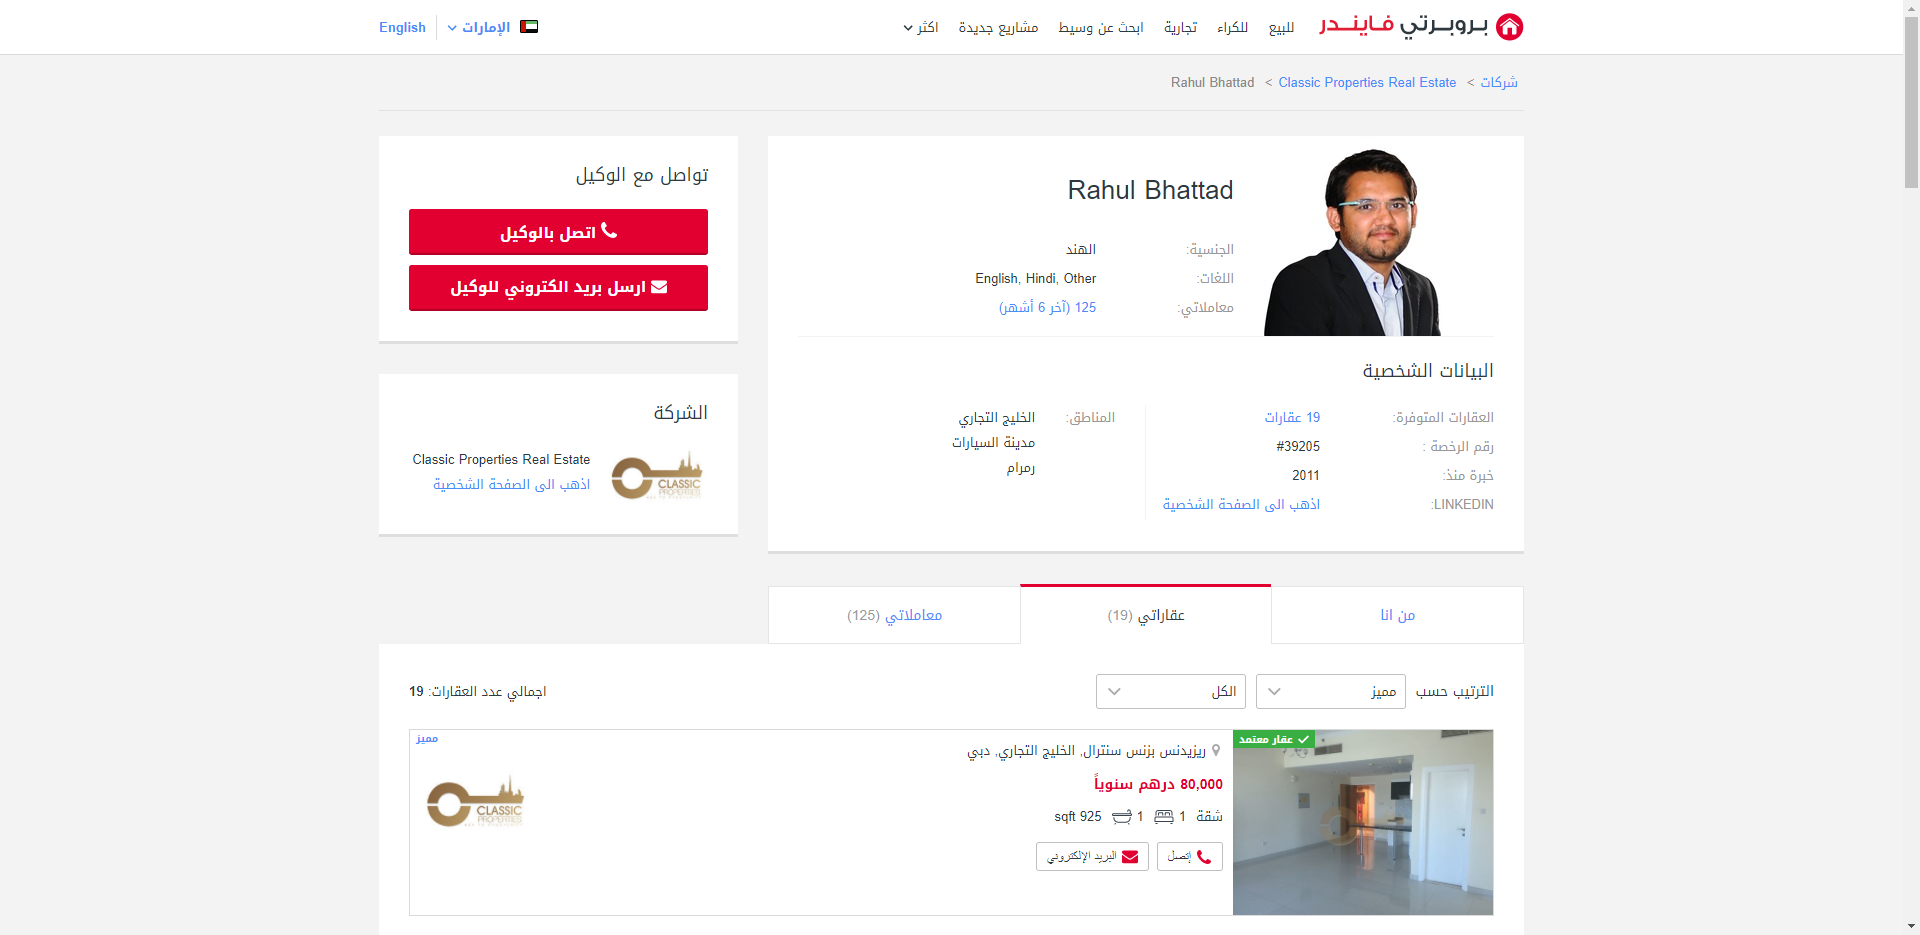 بروبرتي فايندر
للبيع
للكراء
تجارية
ابحث عن وسيط
مشاريع جديدة
اكثر
الإمارات
English
شركات > Classic Properties Real Estate > Rahul Bhattad
Rahul Bhattad
الجنسية: الهند
اللغات: English, Hindi, Other
معاملاتي: 125 (آخر 6 أشهر)
البيانات الشخصية
العقارات المتوفرة: 19 عقارات
رقم الرخصة : 39205#
خبرة منذ: 2011
LINKEDIN: اذهب الى الصفحة الشخصية
المناطق: الخليج التجاري
مدينة السيارات
رمرام
تواصل مع الوكيل
اتصل بالوكيل
ارسل بريد الكتروني للوكيل
الشركة
CLASSIC
PROPERTIES
Classic Properties Real Estate
اذهب الى الصفحة الشخصية
من انا
عقاراتي (19)
معاملاتي (125)
الترتيب حسب
مميز
الكل
اجمالي عدد العقارات: 19
عقار معتمد
ريزيدنس بزنس سنترال, الخليج التجاري, دبي
80,000 درهم سنوياً
شقة 1 1 925 sqft
إتصل
البريد الإلكتروني
مميز
CLASSIC
PROPERTIES